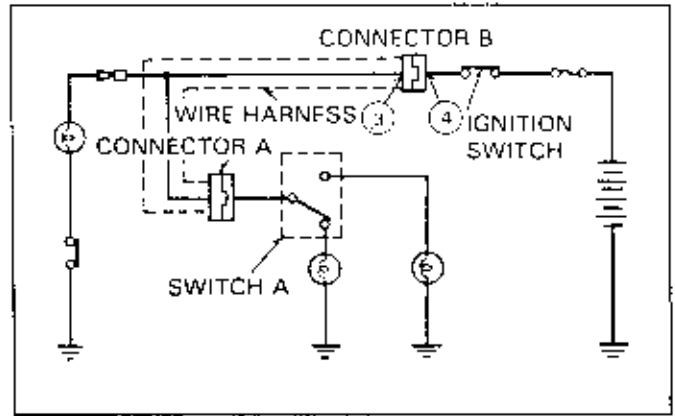 CONNECTOR B
WIRE HARNESS 3 4 IGNITION
SWITCH
CONNECTOR A
SWITCH A